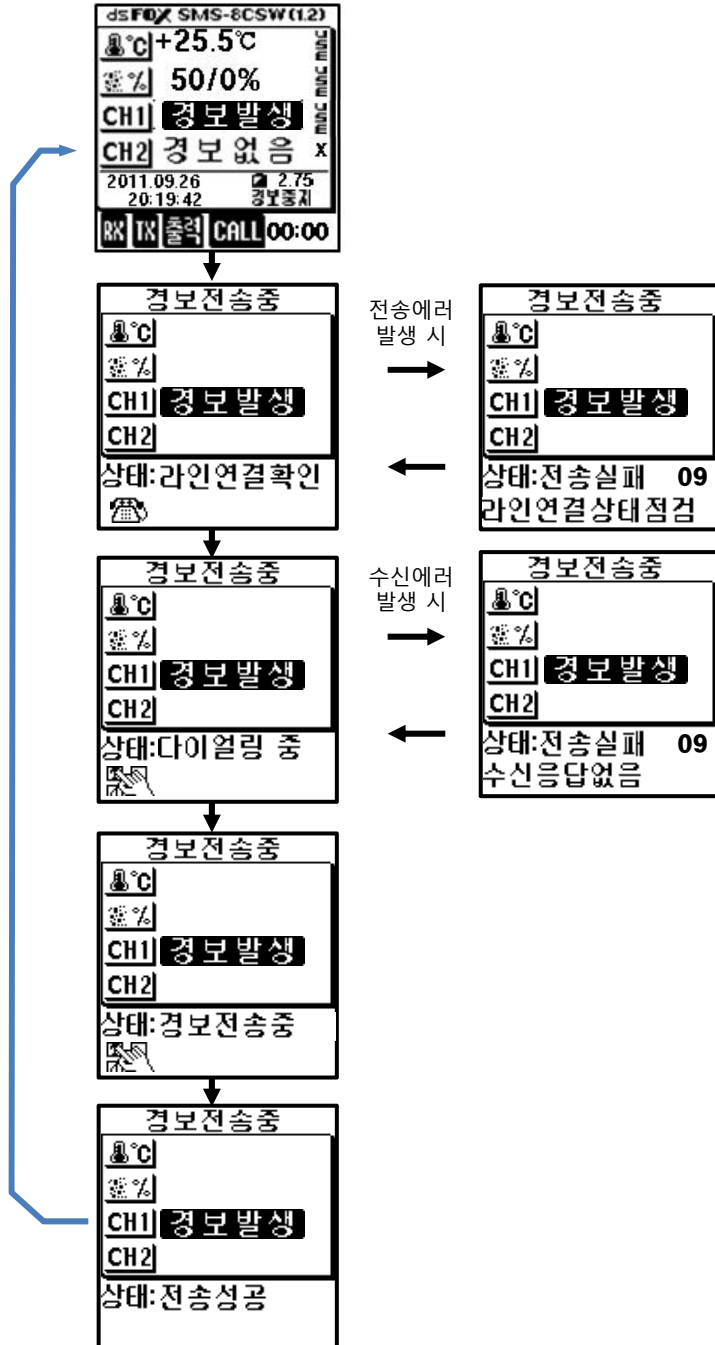 dsFOX SMS-8CSW(1.2)
℃ +25.5℃ USE
% 50/0% USE
CH1 경보발생 USE
CH2 경보없음 X
2011.09.26 2.75
20:19:42 경보중지
RX TX 출력 CALL 00:00
경보전송중
℃
%
CH1 경보발생
CH2
상태:라인연결확인
전송에러
발생 시
경보전송중
℃
%
CH1 경보발생
CH2
상태:전송실패 09
라인연결상태점검
경보전송중
℃
%
CH1 경보발생
CH2
상태:다이얼링 중
수신에러
발생 시
경보전송중
℃
%
CH1 경보발생
CH2
상태:전송실패 09
수신응답없음
경보전송중
℃
%
CH1 경보발생
CH2
상태:경보전송중
경보전송중
℃
%
CH1 경보발생
CH2
상태:전송성공